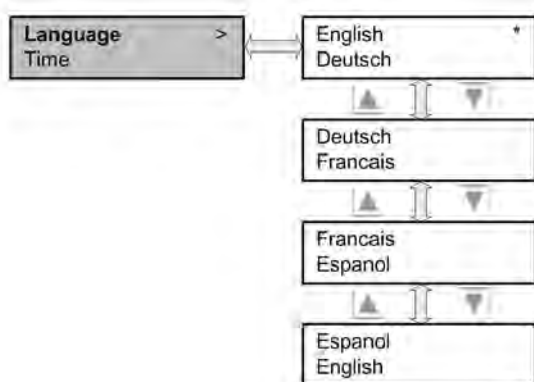 Language >
Time
English *
Deutsch
Deutsch
Francais
Francais
Espanol
Espanol
English